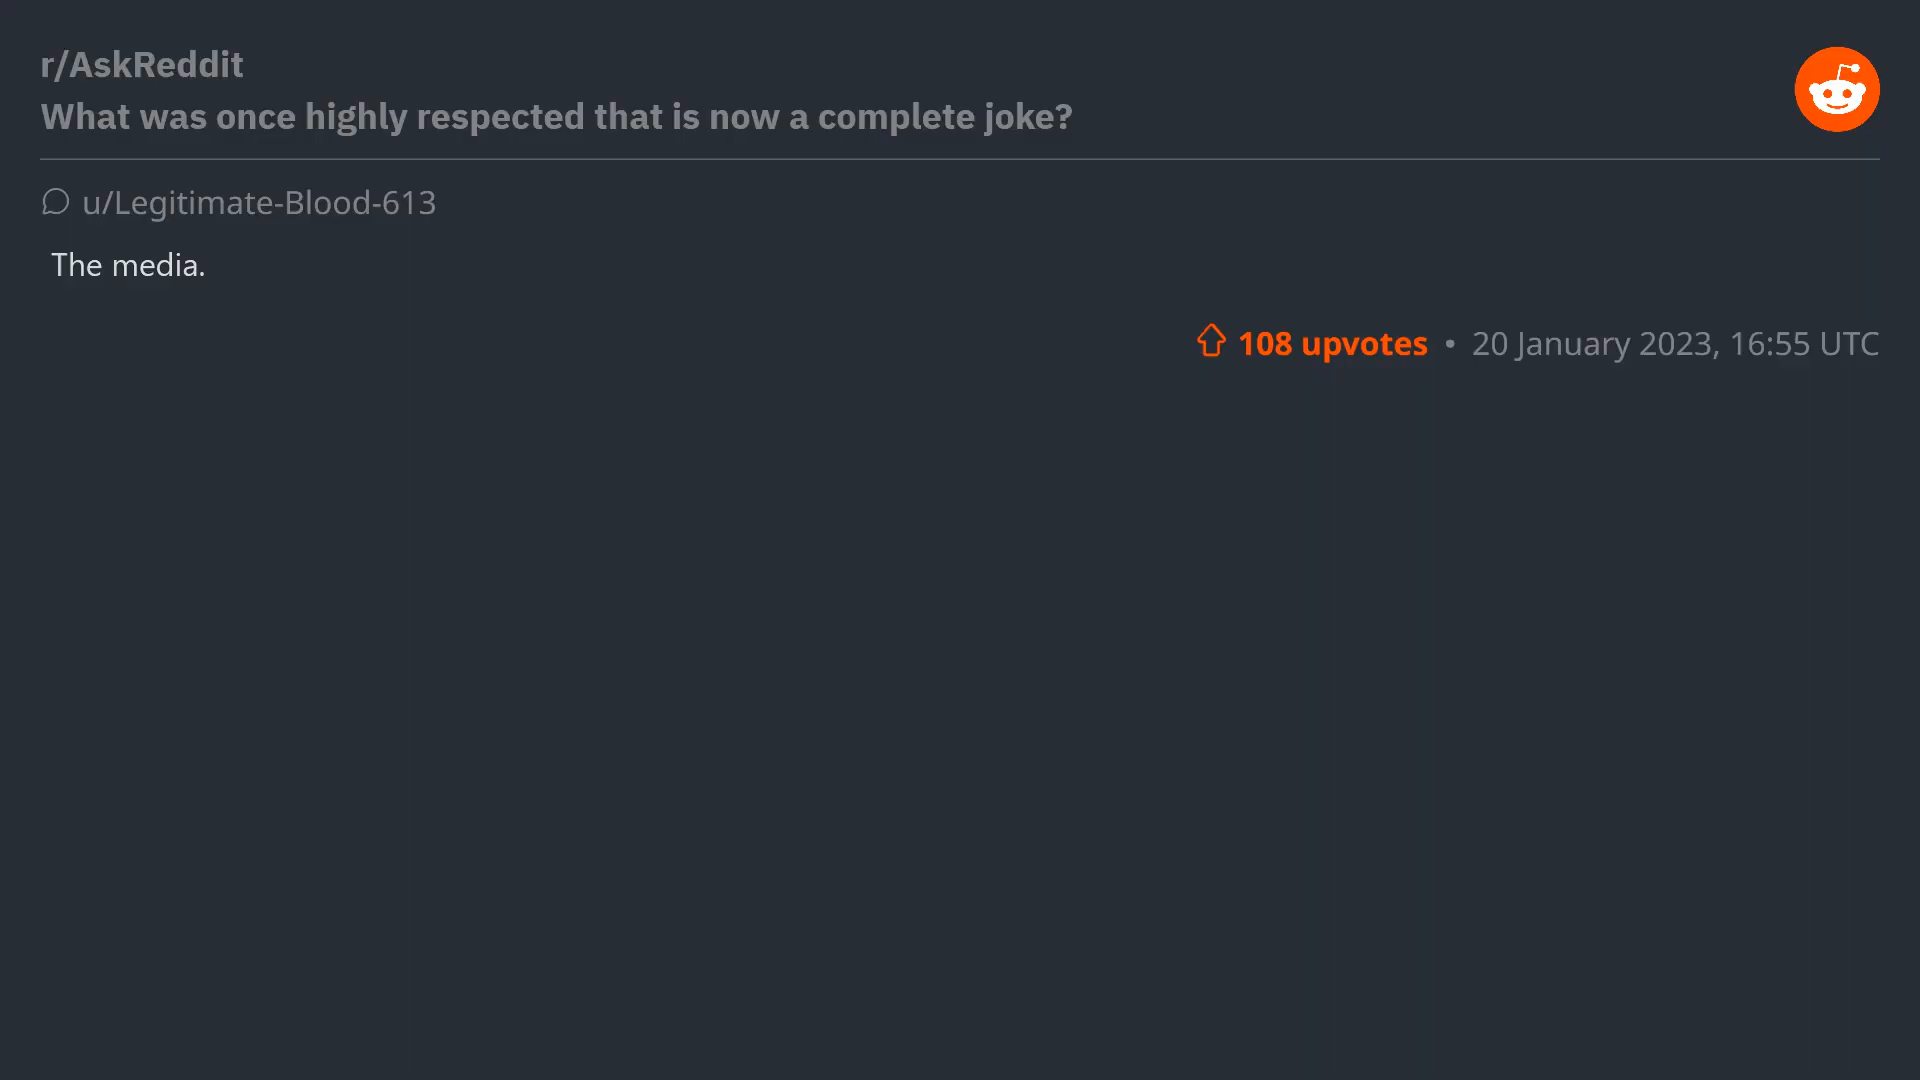 r/AskReddit
What was once highly respected that is now a complete joke?
u/Legitimate-Blood-613
The media.
108 upvotes • 20 January 2023, 16:55 UTC